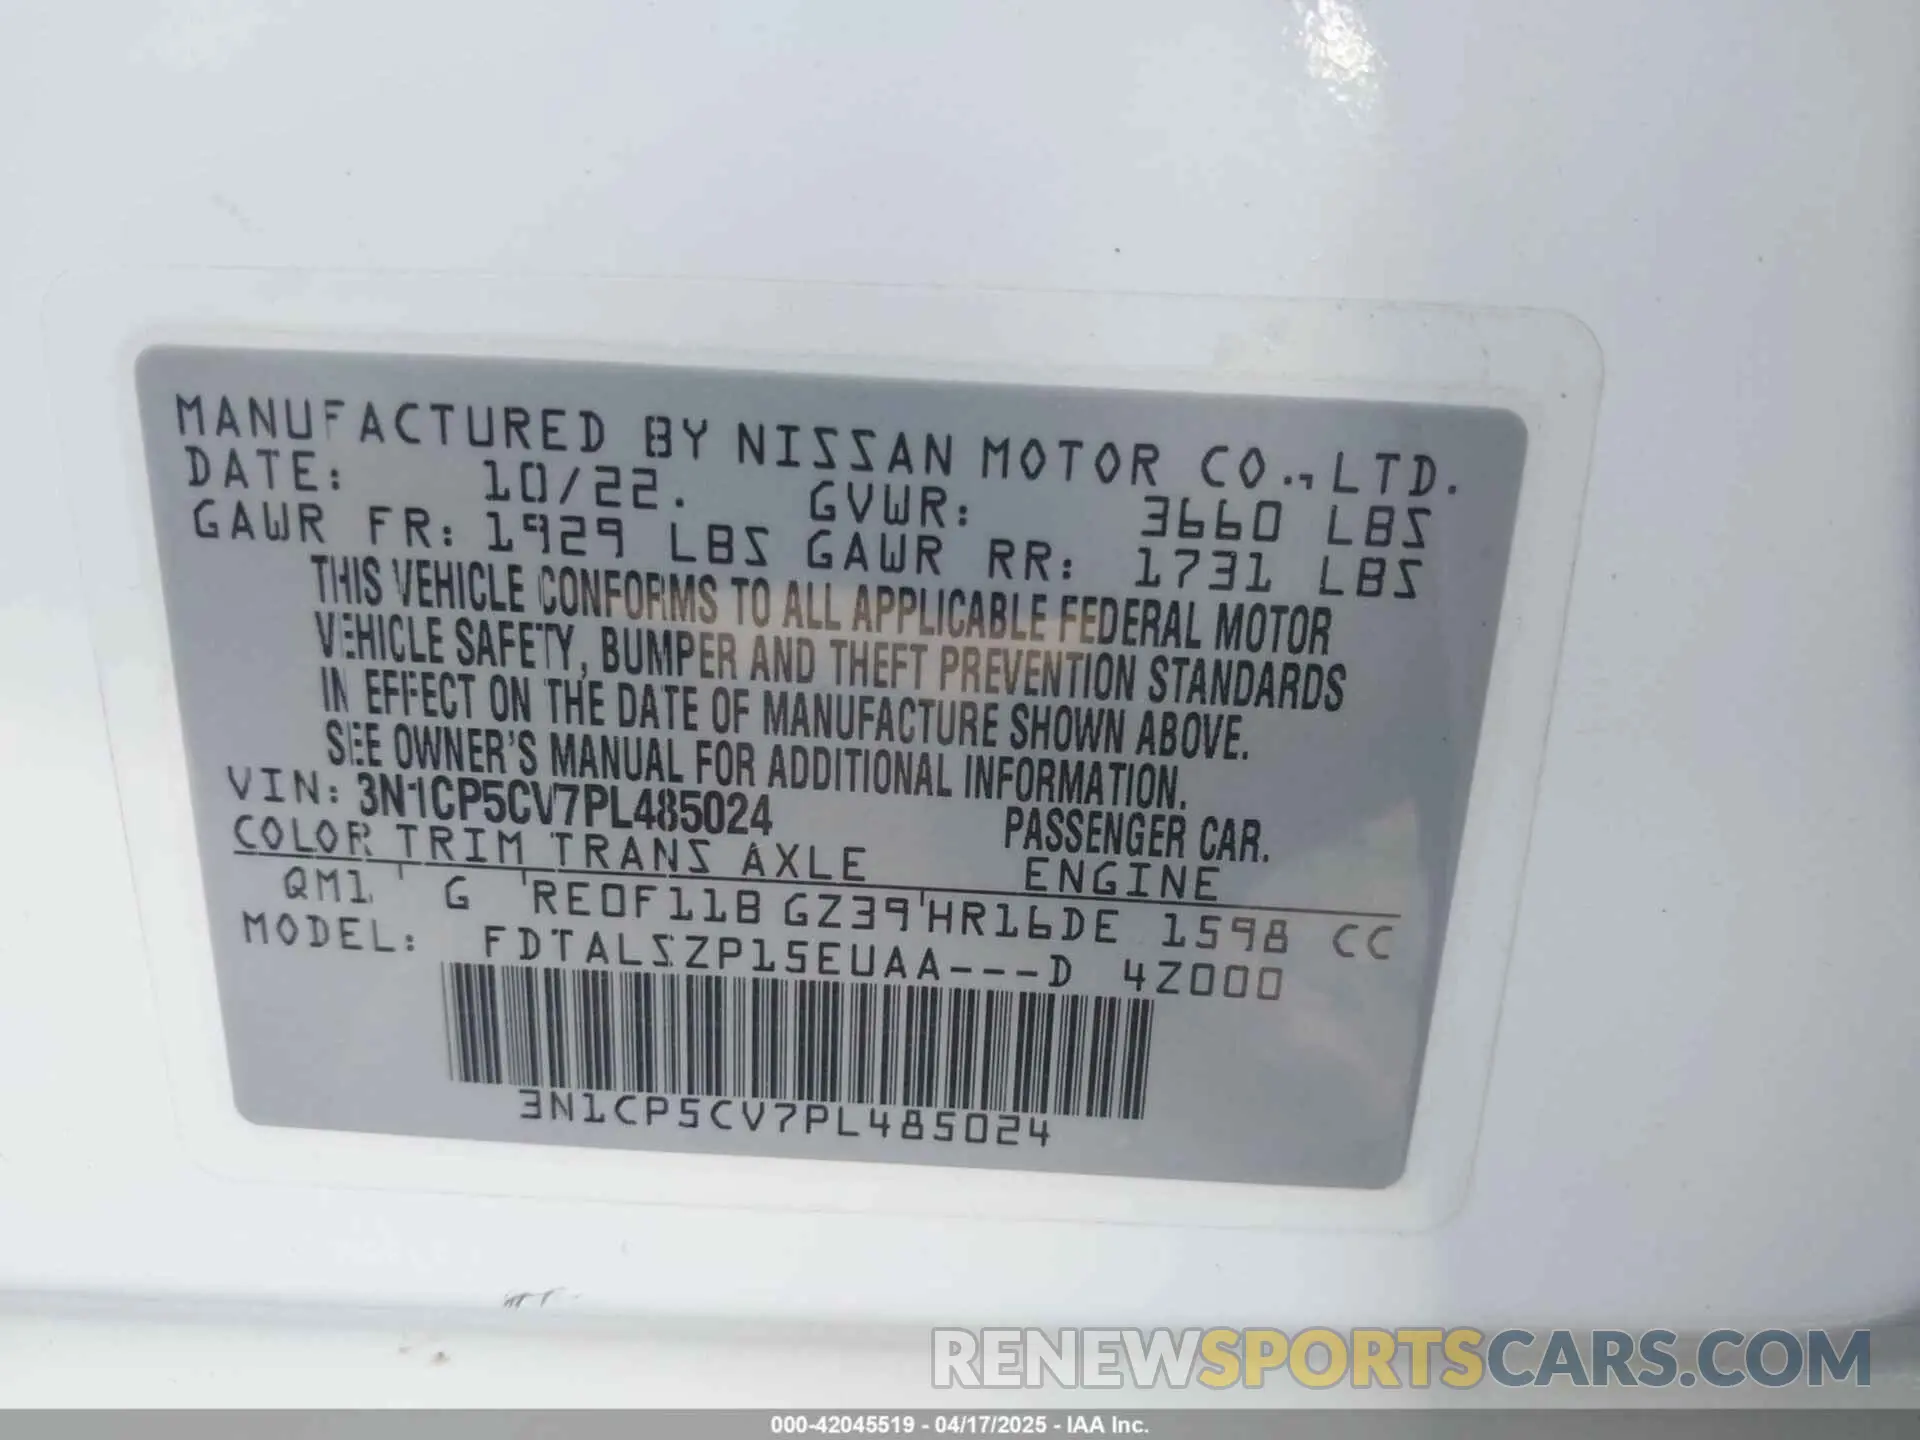 MANUFACTURED BY NISSAN MOTOR CO., LTD.
DATE: 10/22. GVWR: 3660 LBS
GAWR FR: 1929 LBS GAWR RR: 1731 LBS
THIS VEHICLE CONFORMS TO ALL APPLICABLE FEDERAL MOTOR
VEHICLE SAFETY, BUMPER AND THEFT PREVENTION STANDARDS
IN EFFECT ON THE DATE OF MANUFACTURE SHOWN ABOVE.
SEE OWNER'S MANUAL FOR ADDITIONAL INFORMATION.
VIN: 3N1CP5CV7PL485024 PASSENGER CAR.
COLOR TRIM TRANS AXLE ENGINE
QM1 G RE0F11B GZ39 HR16DE 1598 CC
MODEL: FDTALSZP15EUAA---D 4Z000
3N1CP5CV7PL485024
RENEWSPORTSCARS.COM
000-42045519 - 04/17/2025 - IAA Inc.